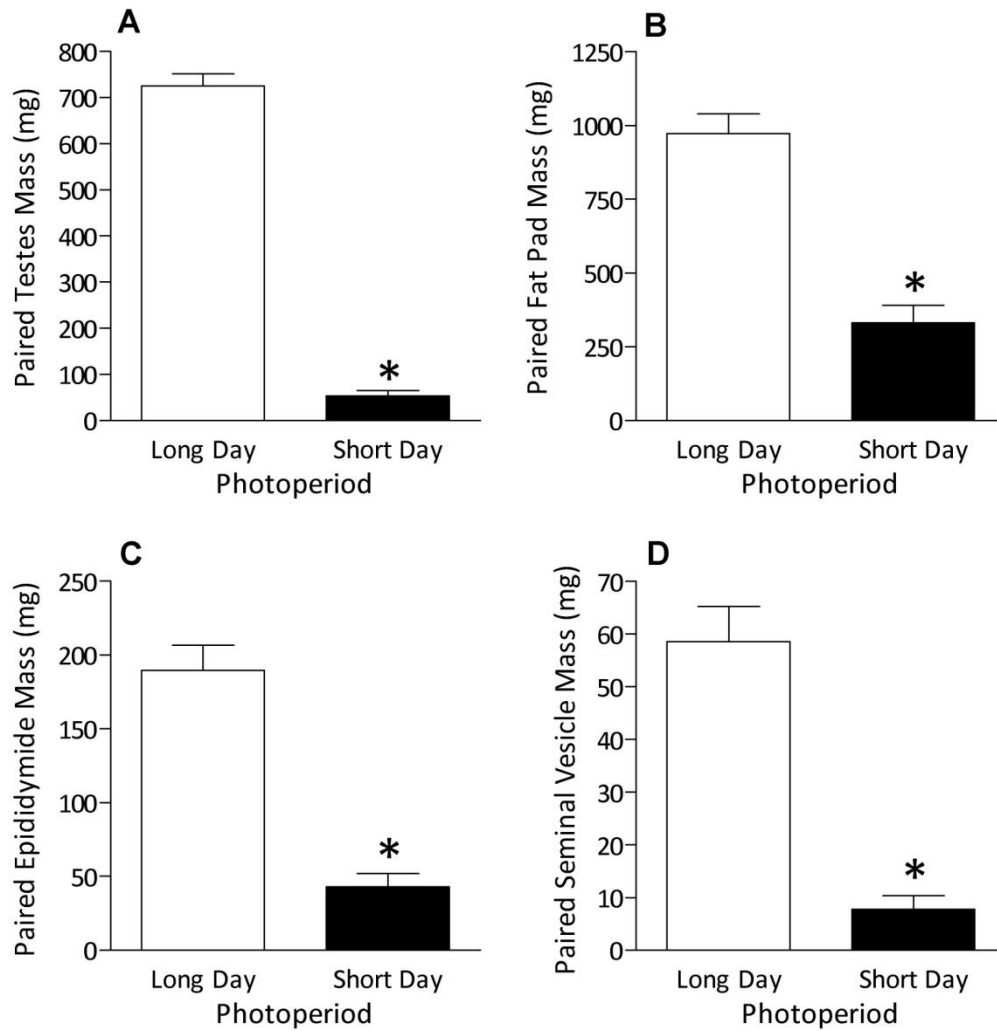 A
Paired Testes Mass (mg)
800
700
600
500
400
300
200
100
0
*
Long Day Short Day
Photoperiod
B
Paired Fat Pad Mass (mg)
1250
1000
750
500
250
0
*
Long Day Short Day
Photoperiod
C
Paired Epididymide Mass (mg)
250
200
150
100
50
0
*
Long Day Short Day
Photoperiod
D
Paired Seminal Vesicle Mass (mg)
70
60
50
40
30
20
10
0
*
Long Day Short Day
Photoperiod